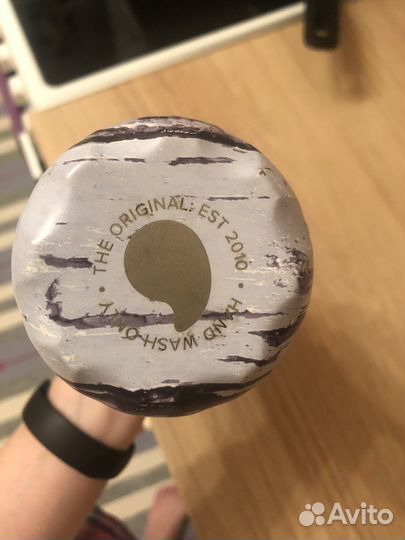 • THE ORIGINAL. EST 2010
• HAND WASH ONLY
Avito